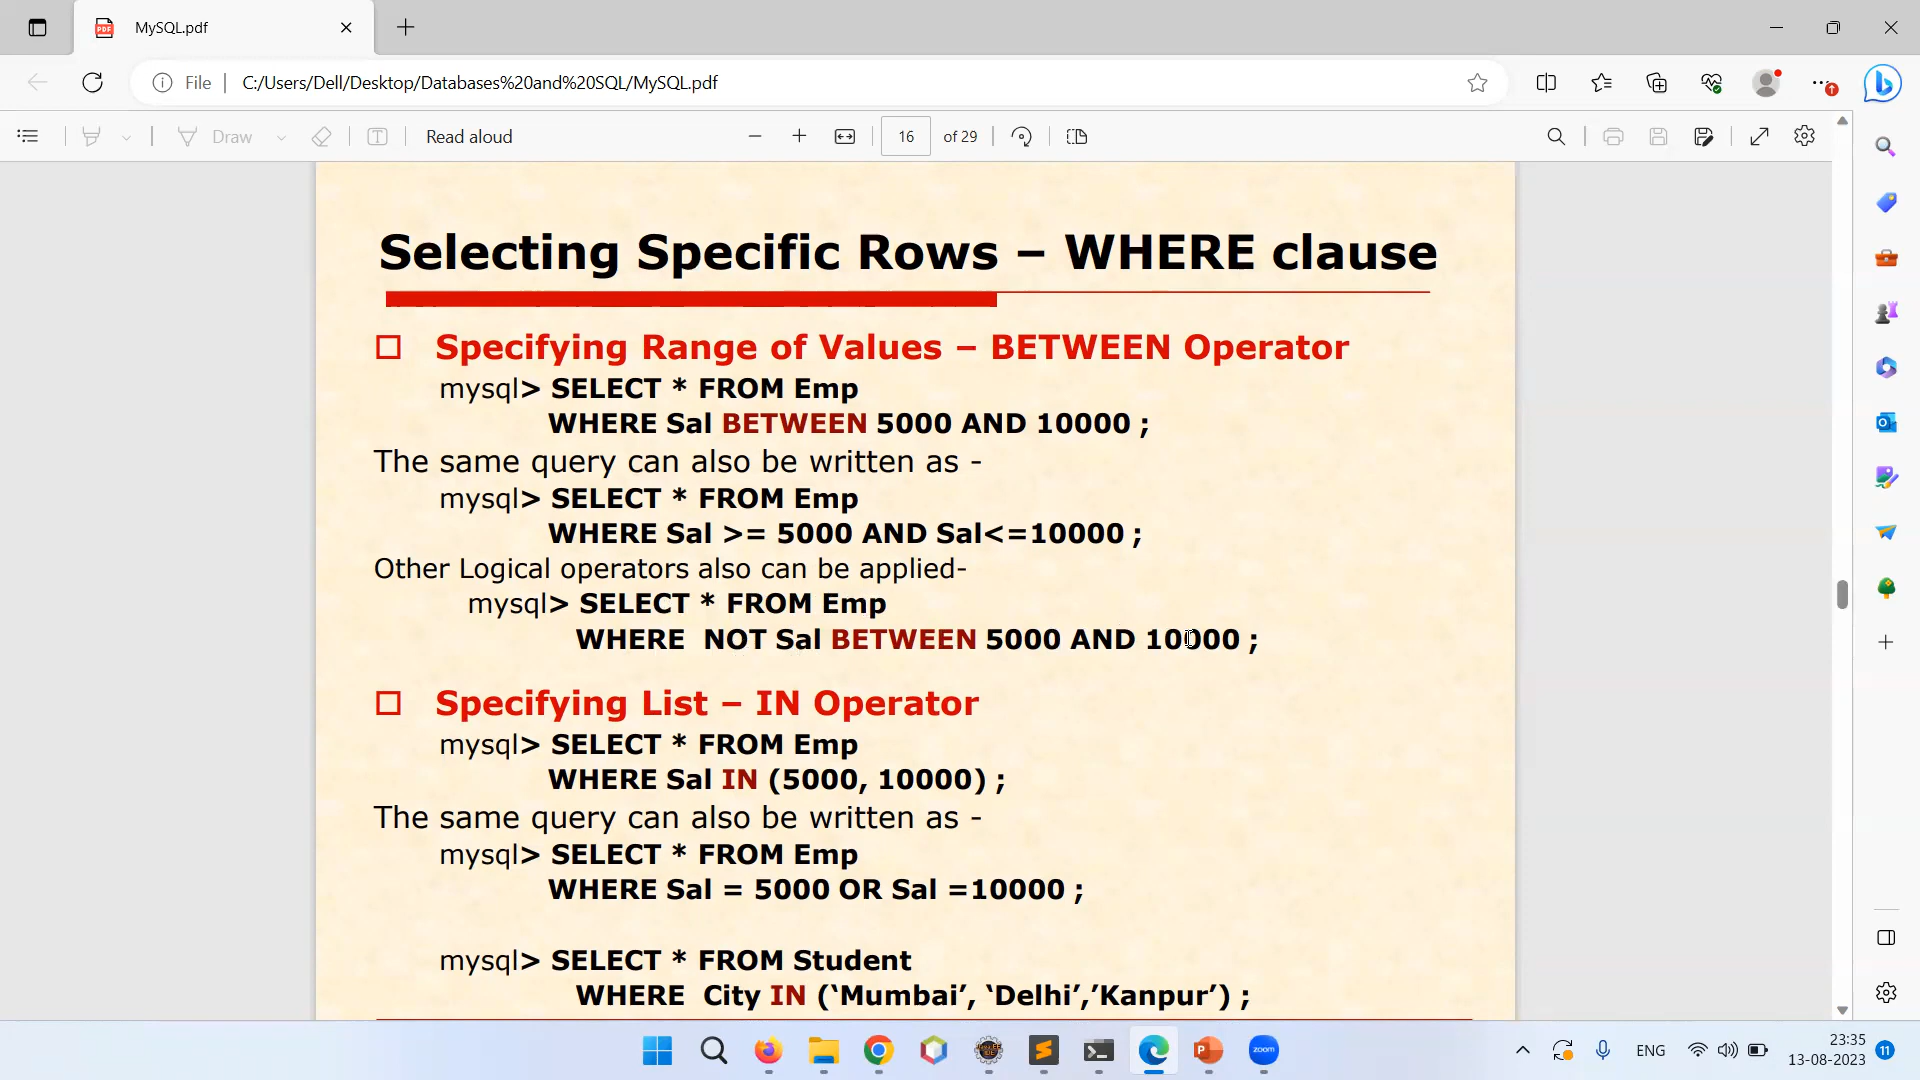 MySQL.pdf
File
C:/Users/Dell/Desktop/Databases%20and%20SQL/MySQL.pdf
Draw
Read aloud
16
of 29
Selecting Specific Rows – WHERE clause
Specifying Range of Values – BETWEEN Operator
mysql> SELECT * FROM Emp
WHERE Sal BETWEEN 5000 AND 10000 ;
The same query can also be written as -
mysql> SELECT * FROM Emp
WHERE Sal >= 5000 AND Sal<=10000 ;
Other Logical operators also can be applied-
mysql> SELECT * FROM Emp
WHERE NOT Sal BETWEEN 5000 AND 10000 ;
Specifying List – IN Operator
mysql> SELECT * FROM Emp
WHERE Sal IN (5000, 10000) ;
The same query can also be written as -
mysql> SELECT * FROM Emp
WHERE Sal = 5000 OR Sal =10000 ;
mysql> SELECT * FROM Student
WHERE City IN (‘Mumbai’, ‘Delhi’,’Kanpur’) ;
zoom
ENG
23:35
13-08-2023
11